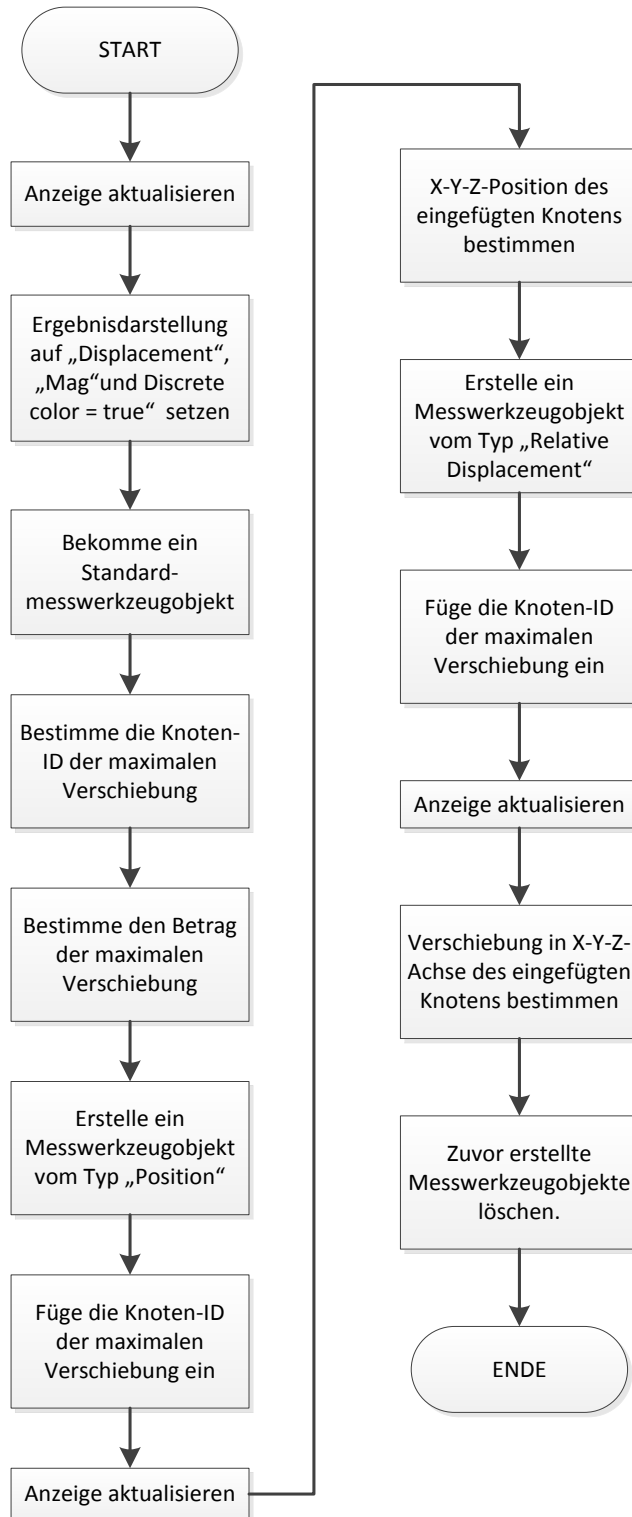 START
Anzeige aktualisieren
Ergebnisdarstellung
auf „Displacement“,
„Mag“und Discrete
color = true“ setzen
Bekomme ein
Standard-
messwerkzeugobjekt
Bestimme die Knoten-
ID der maximalen
Verschiebung
Bestimme den Betrag
der maximalen
Verschiebung
Erstelle ein
Messwerkzeugobjekt
vom Typ „Position“
Füge die Knoten-ID
der maximalen
Verschiebung ein
Anzeige aktualisieren
X-Y-Z-Position des
eingefügten Knotens
bestimmen
Erstelle ein
Messwerkzeugobjekt
vom Typ „Relative
Displacement“
Füge die Knoten-ID
der maximalen
Verschiebung ein
Anzeige aktualisieren
Verschiebung in X-Y-Z-
Achse des eingefügten
Knotens bestimmen
Zuvor erstellte
Messwerkzeugobjekte
löschen.
ENDE